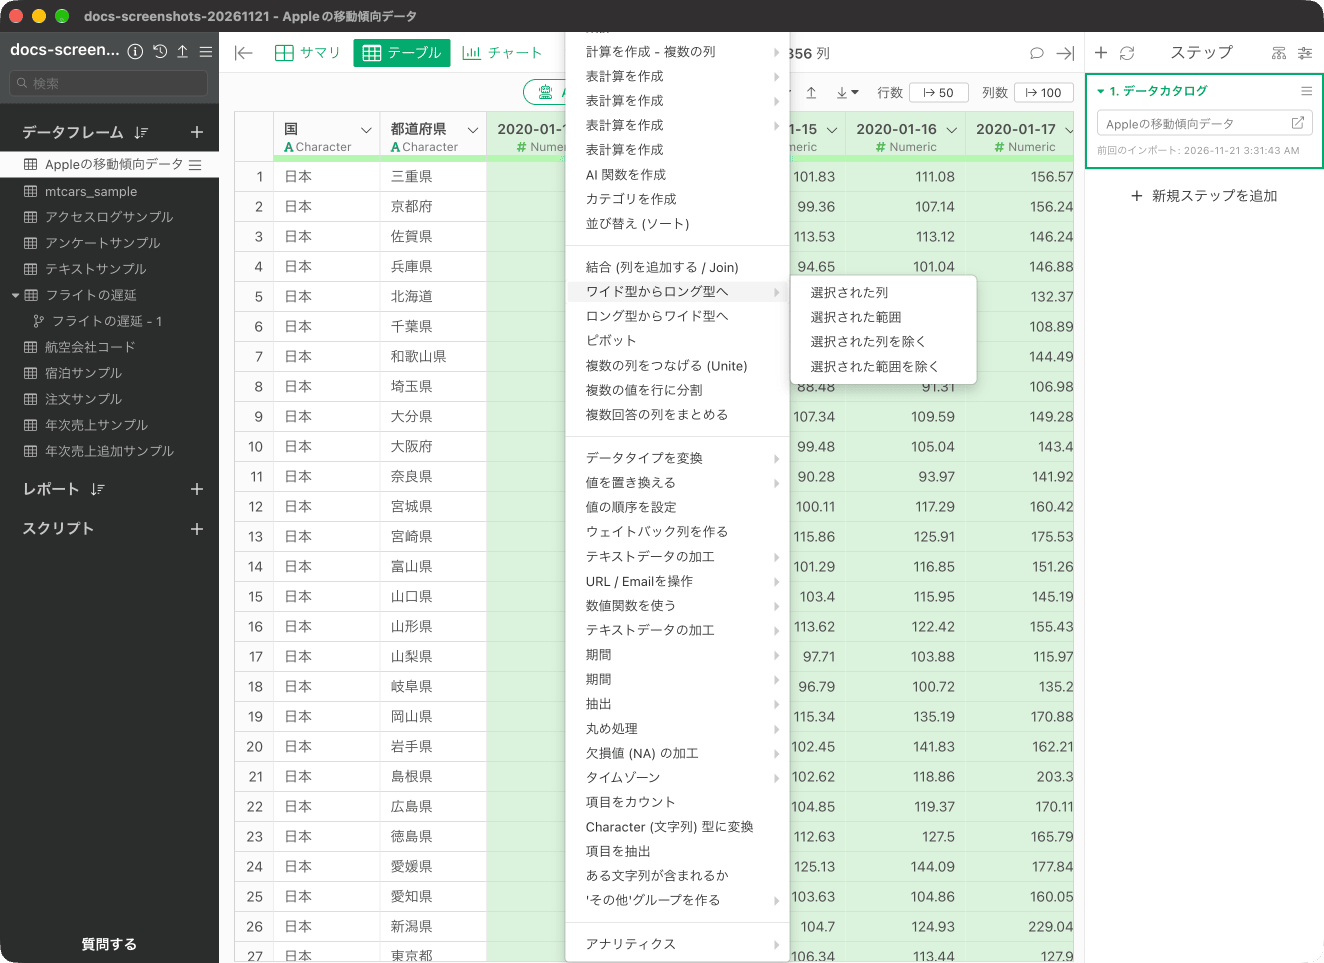 docs-screenshots-20261121 - Appleの移動傾向データ
docs-screen...
検索
データフレーム
Appleの移動傾向データ
mtcars_sample
アクセスログサンプル
アンケートサンプル
テキストサンプル
フライトの遅延
フライトの遅延 - 1
航空会社コード
宿泊サンプル
注文サンプル
年次売上サンプル
年次売上追加サンプル
レポート
スクリプト
質問する
サマリ
テーブル
チャート
356 列
行数
50
列数
100
国
Character
都道府県
Character
2020-01-1
Numeric
1-15
meric
2020-01-16
Numeric
2020-01-17
Numeric
1 日本 三重県 101.83 111.08 156.57
2 日本 京都府 99.36 107.14 156.24
3 日本 佐賀県 113.53 113.12 146.24
4 日本 兵庫県 94.65 101.04 146.88
5 日本 北海道 132.37
6 日本 千葉県 108.89
7 日本 和歌山県 144.49
8 日本 埼玉県 88.48 91.31 106.98
9 日本 大分県 107.34 109.59 149.28
10 日本 大阪府 99.48 105.04 143.4
11 日本 奈良県 90.28 93.97 141.92
12 日本 宮城県 100.11 117.29 160.42
13 日本 宮崎県 115.86 125.91 175.53
14 日本 富山県 101.29 116.85 151.26
15 日本 山口県 103.4 115.95 145.19
16 日本 山形県 113.62 122.42 155.43
17 日本 山梨県 97.71 103.88 115.97
18 日本 岐阜県 96.79 100.72 135.2
19 日本 岡山県 115.34 135.19 170.88
20 日本 岩手県 102.45 141.83 162.21
21 日本 島根県 102.62 118.86 203.3
22 日本 広島県 104.85 119.37 170.11
23 日本 徳島県 112.63 127.5 165.79
24 日本 愛媛県 125.13 144.09 177.84
25 日本 愛知県 103.63 104.86 160.05
26 日本 新潟県 104.7 124.93 229.04
27 日本 東京都 106.34 113.44 127.9
計算を作成 - 複数の列
表計算を作成
表計算を作成
表計算を作成
表計算を作成
AI 関数を作成
カテゴリを作成
並び替え (ソート)
結合 (列を追加する / Join)
ワイド型からロング型へ
ロング型からワイド型へ
ピボット
複数の列をつなげる (Unite)
複数の値を行に分割
複数回答の列をまとめる
データタイプを変換
値を置き換える
値の順序を設定
ウェイトバック列を作る
テキストデータの加工
URL / Emailを操作
数値関数を使う
テキストデータの加工
期間
期間
抽出
丸め処理
欠損値 (NA) の加工
タイムゾーン
項目をカウント
Character (文字列) 型に変換
項目を抽出
ある文字列が含まれるか
'その他'グループを作る
アナリティクス
選択された列
選択された範囲
選択された列を除く
選択された範囲を除く
ステップ
1. データカタログ
Appleの移動傾向データ
前回のインポート: 2026-11-21 3:31:43 AM
新規ステップを追加